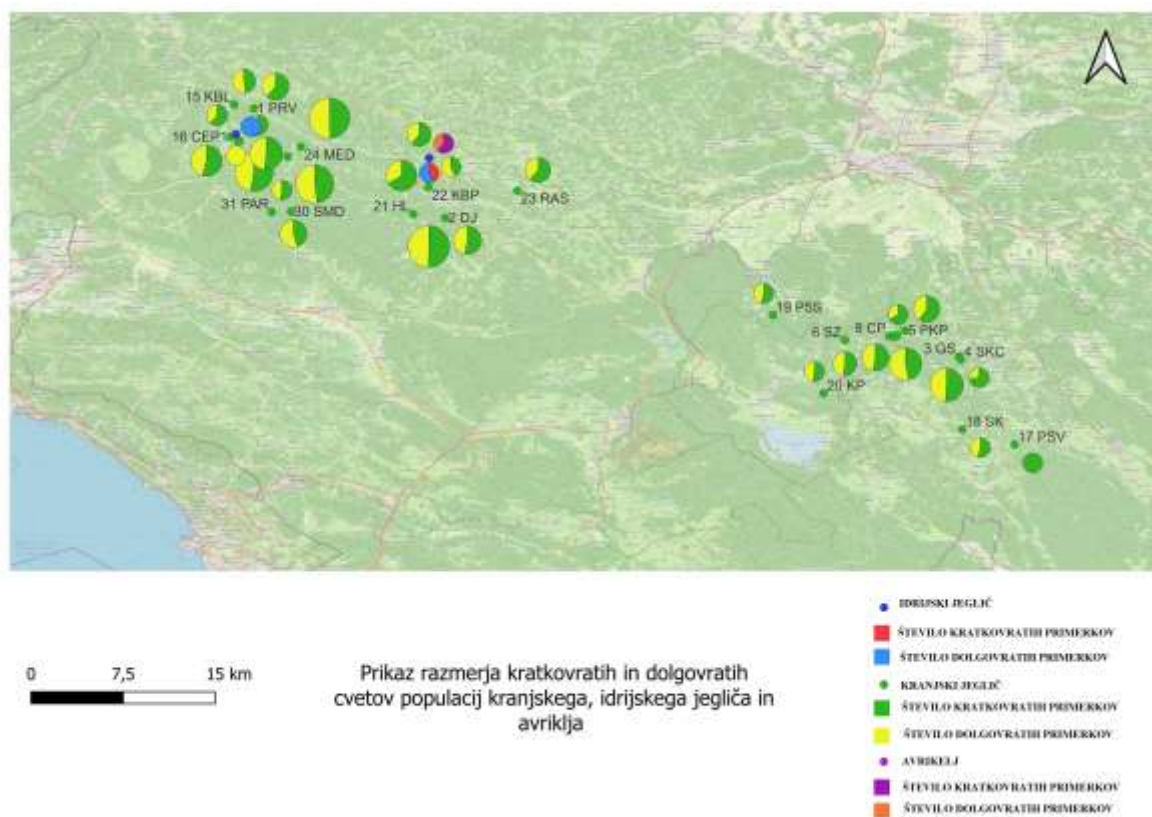 15 KBL
1 PRV
16 CEP
24 MED
31 PAR
30 SMD
21 HL
22 KBP
2 DJ
23 RAS
19 PSS
6 SZ
8 CP
5 PKP
3 GS
4 SKC
20 KP
18 SK
17 PSV
0 7,5 15 km
Prikaz razmerja kratkovratih in dolgovratih
cvetov populacij kranjskega, idrijskega jegliča in
avriklja
IDRIJSKI JEGLIČ
ŠTEVILO KRATKOVRATIH PRIMERKOV
ŠTEVILO DOLGOVRATIH PRIMERKOV
KRANJSKI JEGLIČ
ŠTEVILO KRATKOVRATIH PRIMERKOV
ŠTEVILO DOLGOVRATIH PRIMERKOV
AVRIKELJ
ŠTEVILO KRATKOVRATIH PRIMERKOV
ŠTEVILO DOLGOVRATIH PRIMERKOV